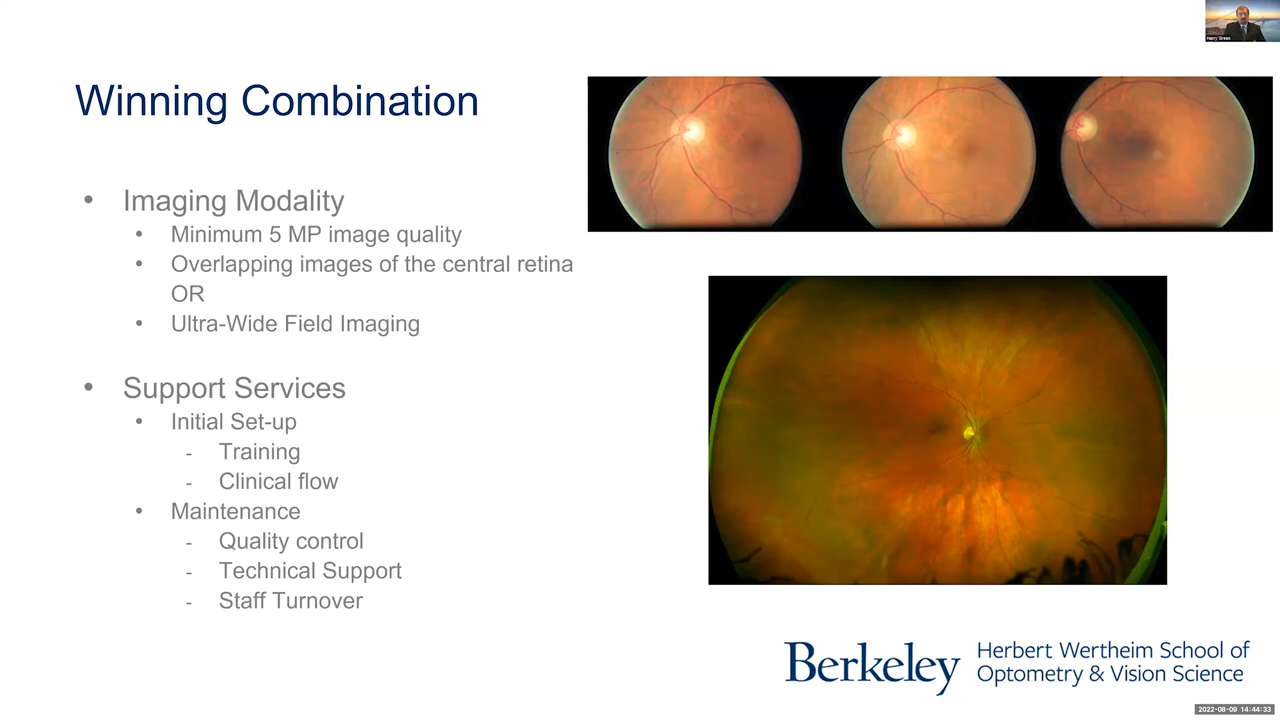 Harry Green
Winning Combination
• Imaging Modality
• Minimum 5 MP image quality
• Overlapping images of the central retina
OR
• Ultra-Wide Field Imaging
• Support Services
• Initial Set-up
- Training
- Clinical flow
• Maintenance
- Quality control
- Technical Support
- Staff Turnover
Berkeley
Herbert Wertheim School of
Optometry & Vision Science
2022-08-09 14:44:33